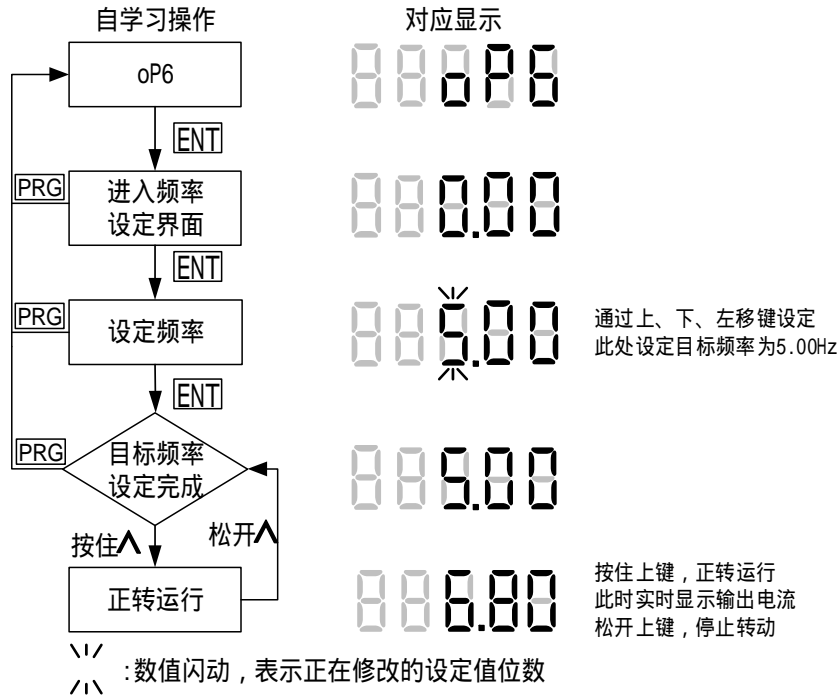 自学习操作
对应显示
oP6
oP6
ENT
PRG
进入频率
设定界面
0.00
ENT
PRG
设定频率
5.00
通过上、下、左移键设定
此处设定目标频率为5.00Hz
ENT
PRG
目标频率
设定完成
5.00
按住∧
松开∧
正转运行
6.80
按住上键，正转运行
此时实时显示输出电流
松开上键，停止转动
:数值闪动，表示正在修改的设定值位数